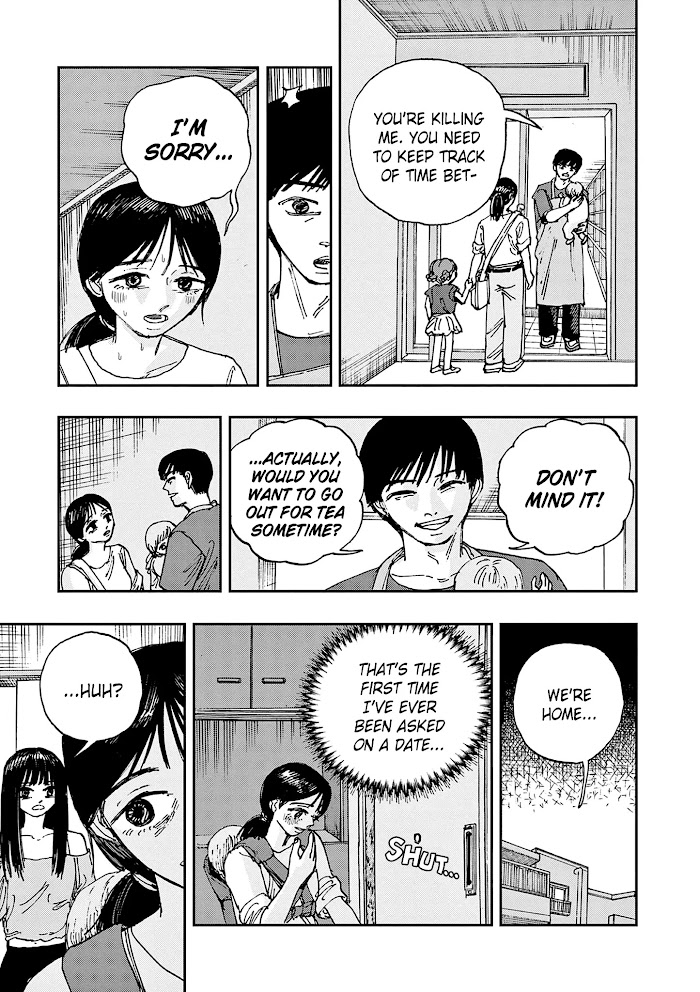 YOU'RE KILLING
ME. YOU NEED
TO KEEP TRACK
OF TIME BET-
I'M
SORRY...
DON'T
MIND IT!
...ACTUALLY,
WOULD YOU
WANT TO GO
OUT FOR TEA
SOMETIME?
WE'RE
HOME...
THAT'S THE
FIRST TIME
I'VE EVER
BEEN ASKED
ON A DATE...
SHUT...
...HUH?